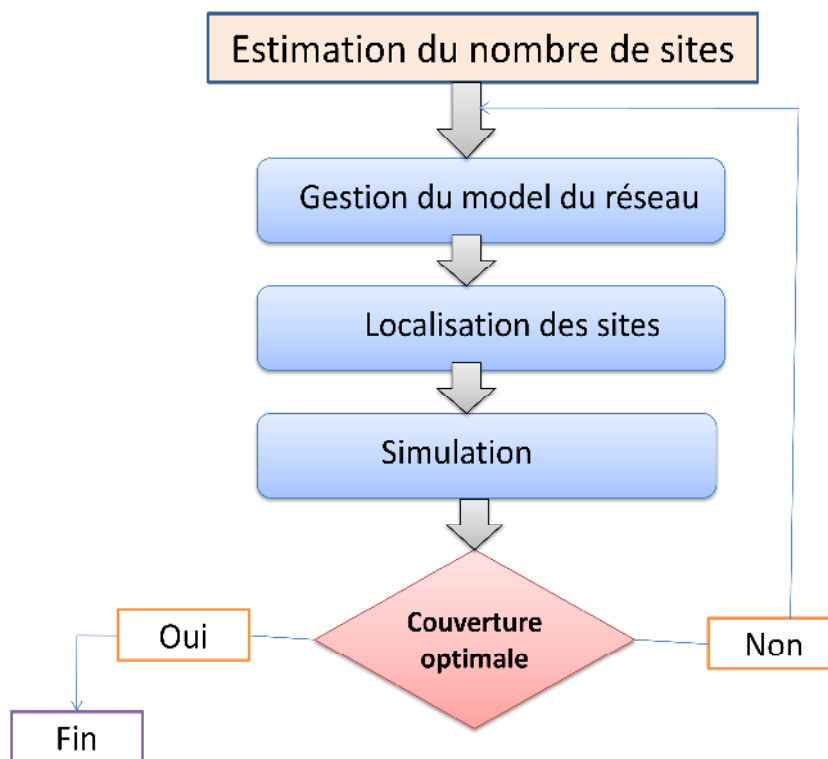 Estimation du nombre de sites
Gestion du model du réseau
Localisation des sites
Simulation
Couverture
optimale
Oui
Non
Fin